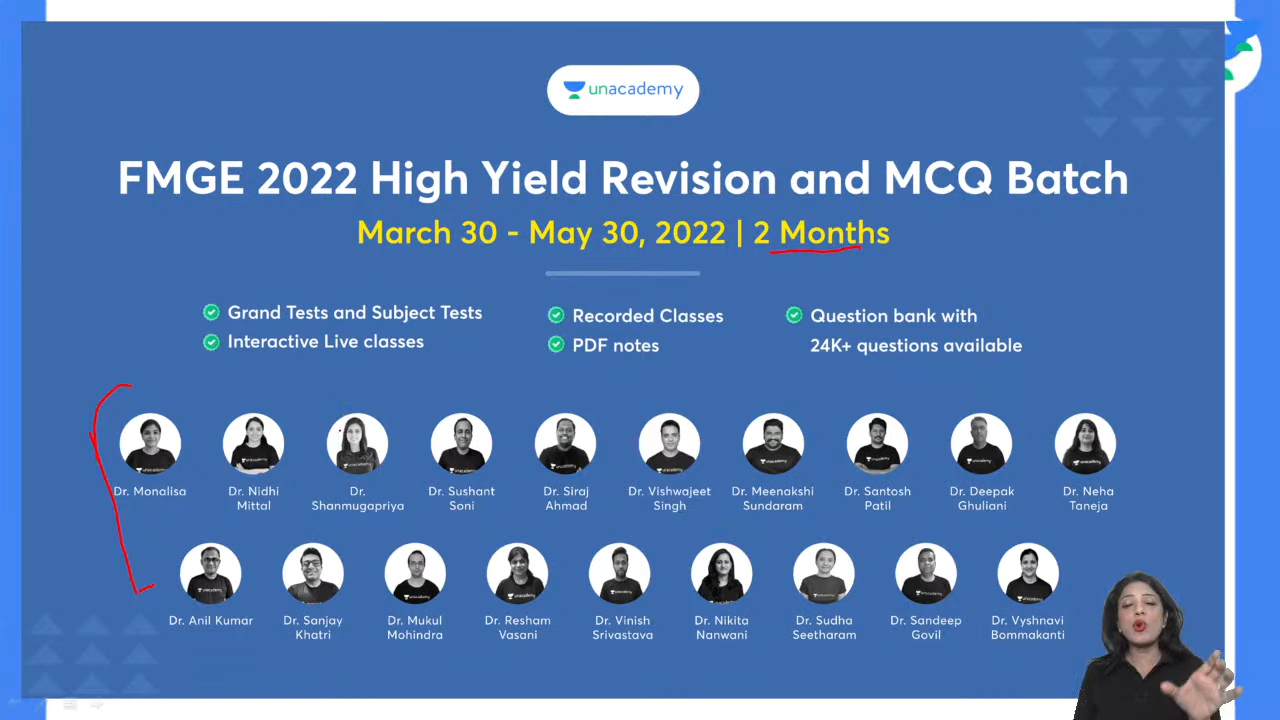 unacademy
FMGE 2022 High Yield Revision and MCQ Batch
March 30 - May 30, 2022 | 2 Months
Grand Tests and Subject Tests
Interactive Live classes
Recorded Classes
PDF notes
Question bank with
24K+ questions available
Dr. Monalisa
Dr. Nidhi
Mittal
Dr.
Shanmugapriya
Dr. Sushant
Soni
Dr. Siraj
Ahmad
Dr. Vishwajeet
Singh
Dr. Meenakshi
Sundaram
Dr. Santosh
Patil
Dr. Deepak
Ghuliani
Dr. Neha
Taneja
Dr. Anil Kumar
Dr. Sanjay
Khatri
Dr. Mukul
Mohindra
Dr. Resham
Vasani
Dr. Vinish
Srivastava
Dr. Nikita
Nanwani
Dr. Sudha
Seetharam
Dr. Sandeep
Govil
Dr. Vyshnavi
Bommakanti